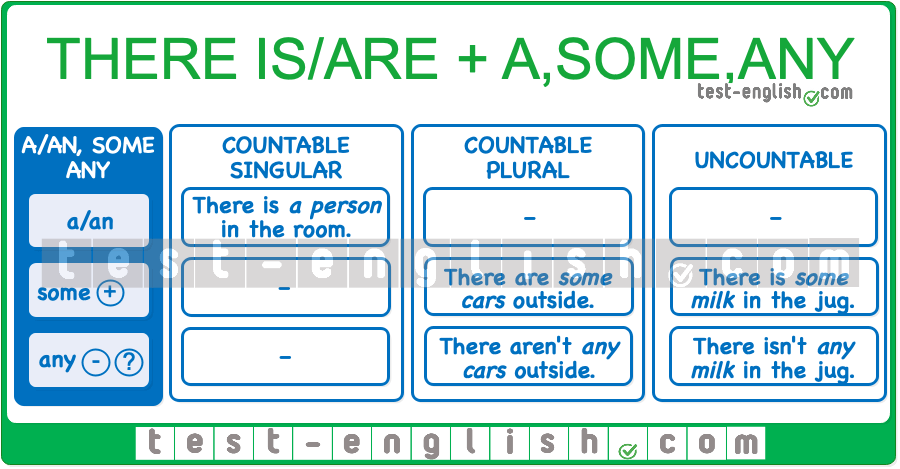 THERE IS/ARE + A,SOME,ANY
test-english.com
A/AN, SOME
ANY
COUNTABLE
SINGULAR
COUNTABLE
PLURAL
UNCOUNTABLE
a/an
There is a person
in the room.
-
-
test-english.com
some +
-
There are some
cars outside.
There is some
milk in the jug.
any - ?
-
There aren't any
cars outside.
There isn't any
milk in the jug.
test-english.com